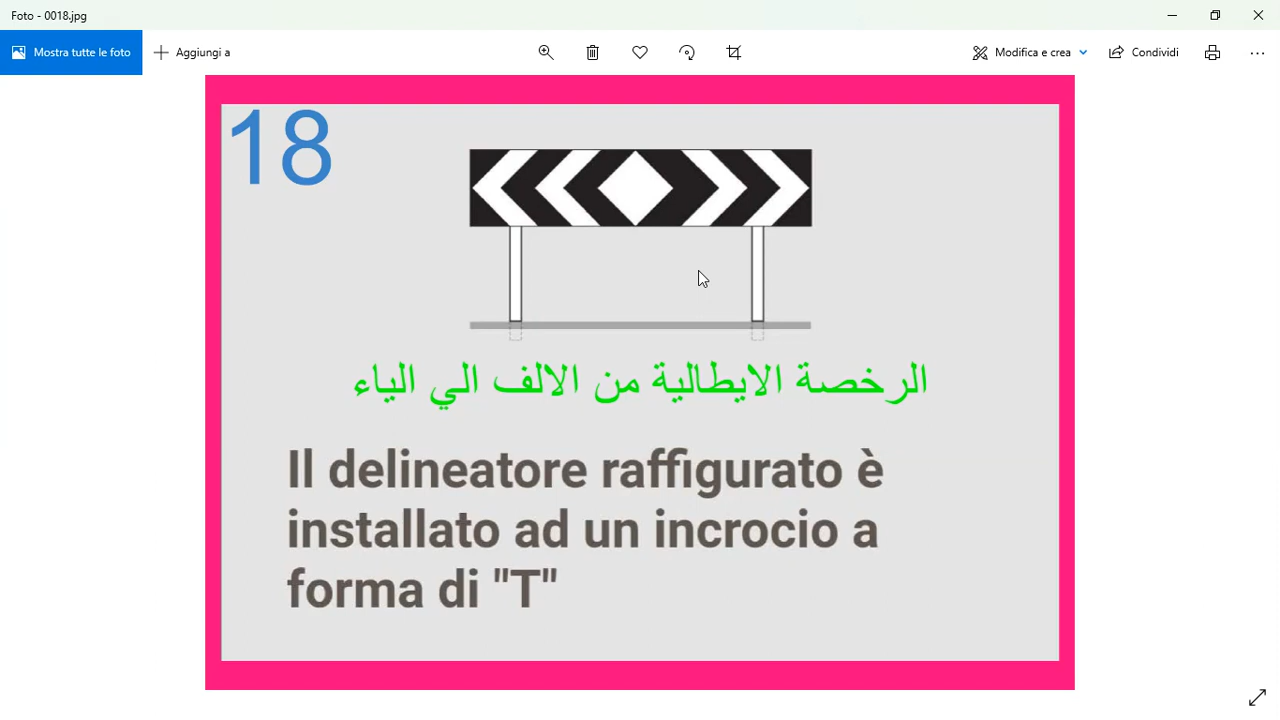 Foto - 0018.jpg
Mostra tutte le foto
Aggiungi a
Modifica e crea
Condividi
18
الرخصة الايطالية من الالف الي الياء
Il delineatore raffigurato è
installato ad un incrocio a
forma di "T"